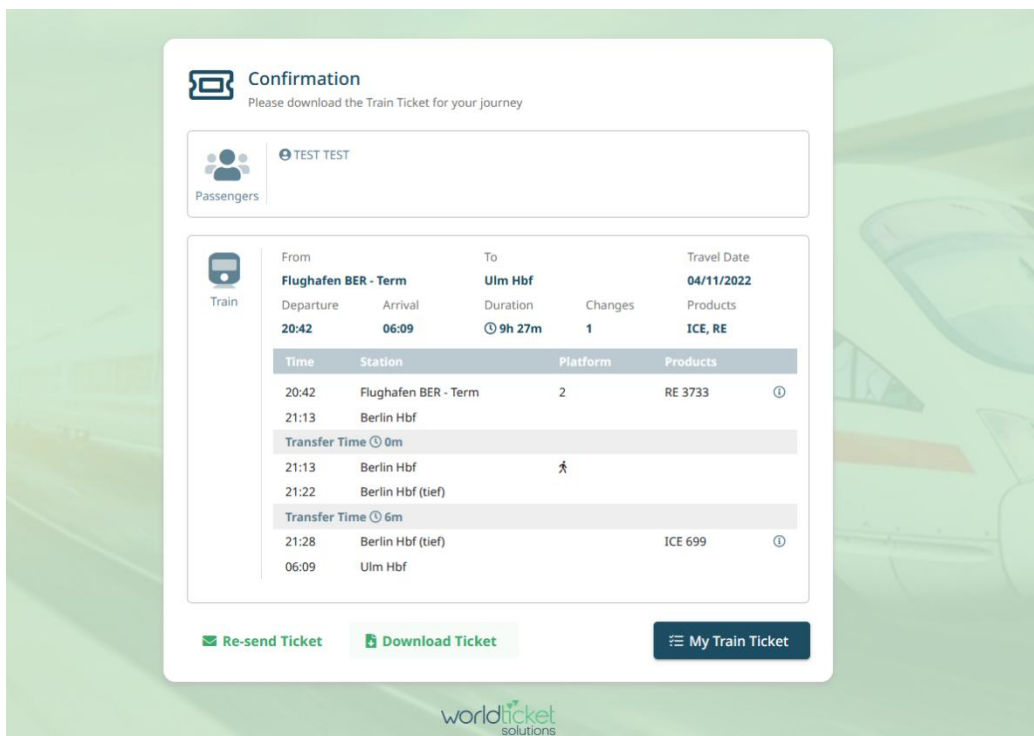 Confirmation
Please download the Train Ticket for your journey
TEST TEST
Passengers
From To Travel Date
Flughafen BER - Term Ulm Hbf 04/11/2022
Train
Departure Arrival Duration Changes Products
20:42 06:09 9h 27m 1 ICE, RE
Time Station Platform Products
20:42 Flughafen BER - Term 2 RE 3733
21:13 Berlin Hbf
Transfer Time 0m
21:13 Berlin Hbf
21:22 Berlin Hbf (tief)
Transfer Time 6m
21:28 Berlin Hbf (tief) ICE 699
06:09 Ulm Hbf
Re-send Ticket Download Ticket My Train Ticket
worldticket
solutions